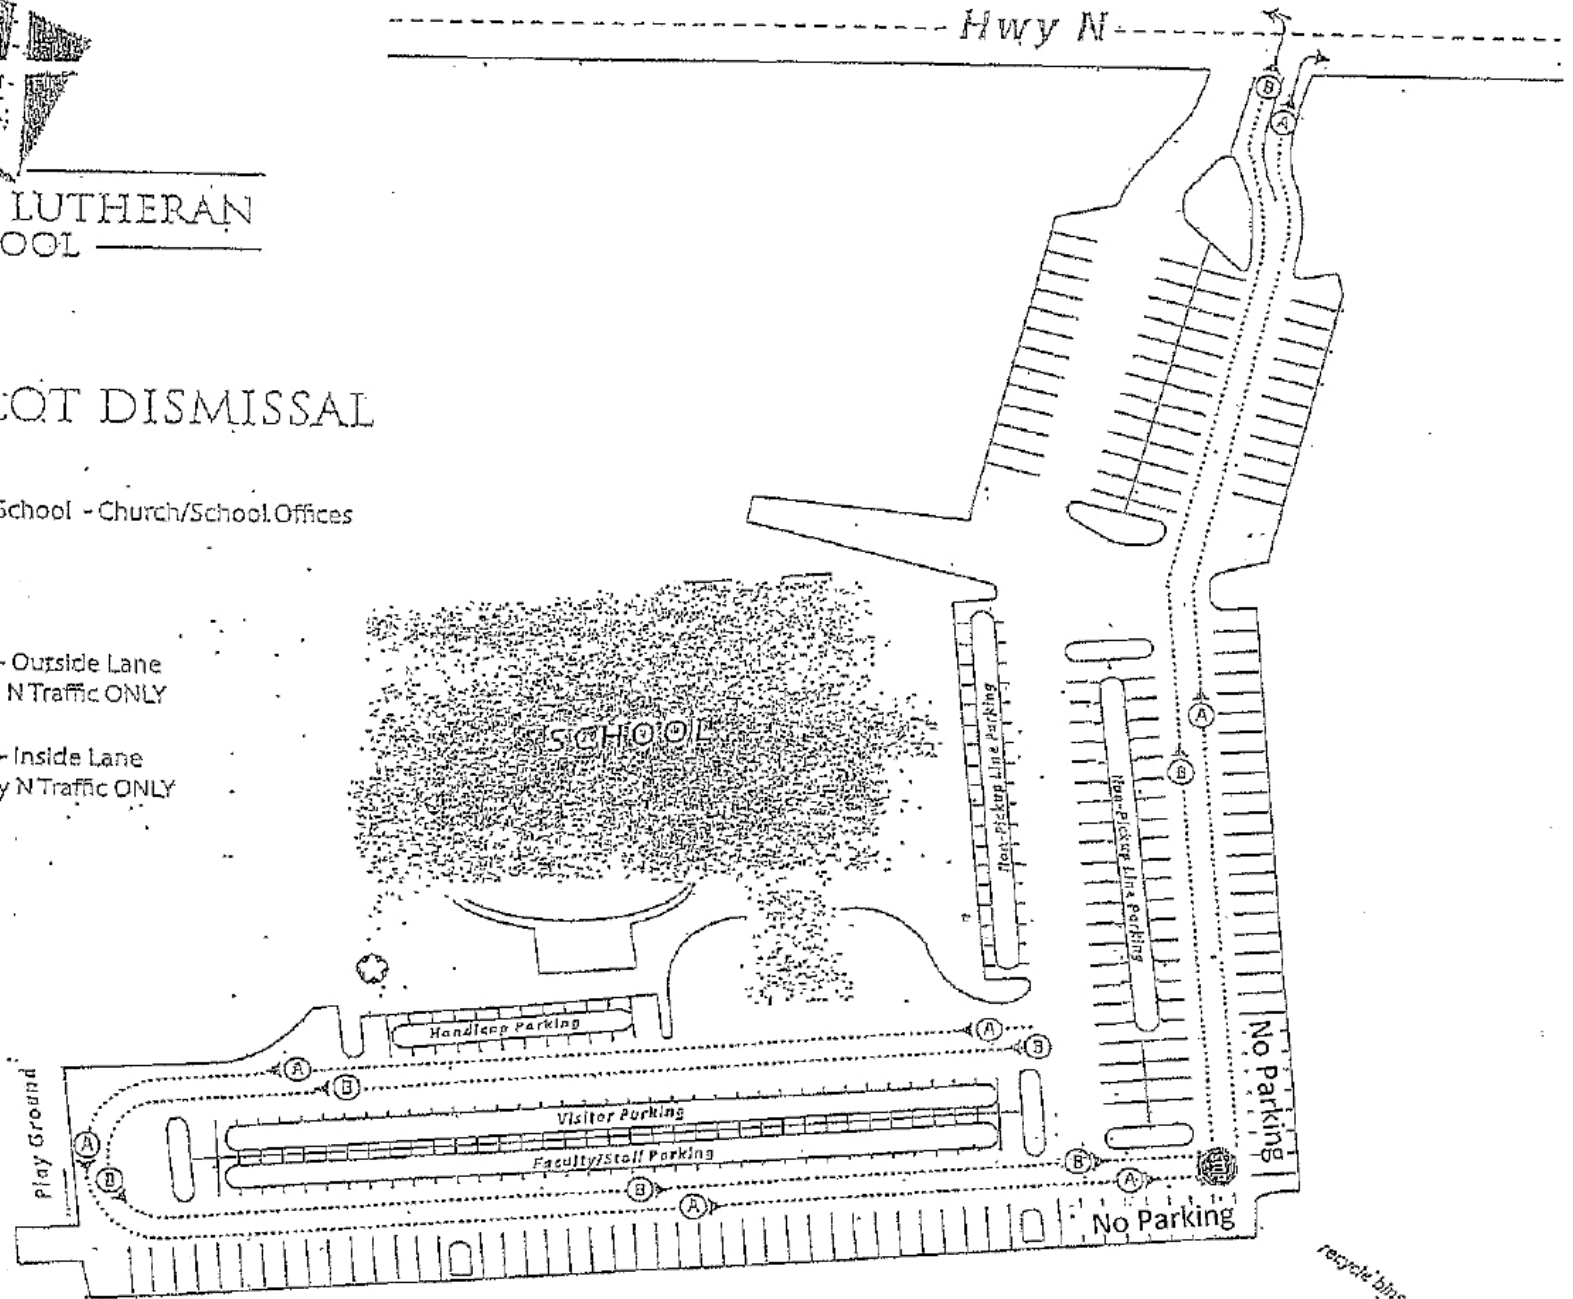 Hwy N
B
A
LUTHERAN
OOL
OT DISMISSAL
School - Church/School Offices
- Outside Lane
N Traffic ONLY
- Inside Lane
y N Traffic ONLY
SCHOOL
Non-Pickup Line Parking
Non-Pickup Line Parking
A
B
Handicap Parking
A
B
A
B
Visitor Parking
Faculty/Staff Parking
Play Ground
A
B
B
A
B
A
No Parking
No Parking
recycle bins